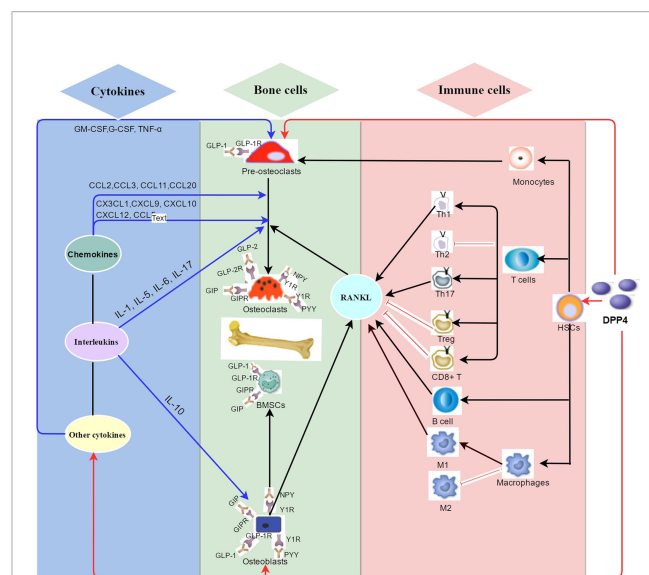 Cytokines
Bone cells
Immune cells
GM-CSF,G-CSF, TNF-α
GLP-1
GLP-1R
Pre-osteoclasts
Monocytes
CCL2,CCL3, CCL11,CCL20
CX3CL1,CXCL9, CXCL10
CXCL12, CCL
Text
Chemokines
IL-1, IL-5, IL-6, IL-17
Interleukins
IL-10
Other cytokines
GLP-2
GLP-2R
NPY
Y1R
GIP
GIPR
Y1R
PYY
Osteoclasts
RANKL
Th1
Th2
T cells
Th17
HSCs
DPP4
Treg
CD8+ T
GLP-1
GLP-1R
GIPR
GIP
BMSCs
B cell
M1
Macrophages
M2
NPY
GIP
Y1R
GIPR
GLP-1R
Y1R
GLP-1
PYY
Osteoblasts